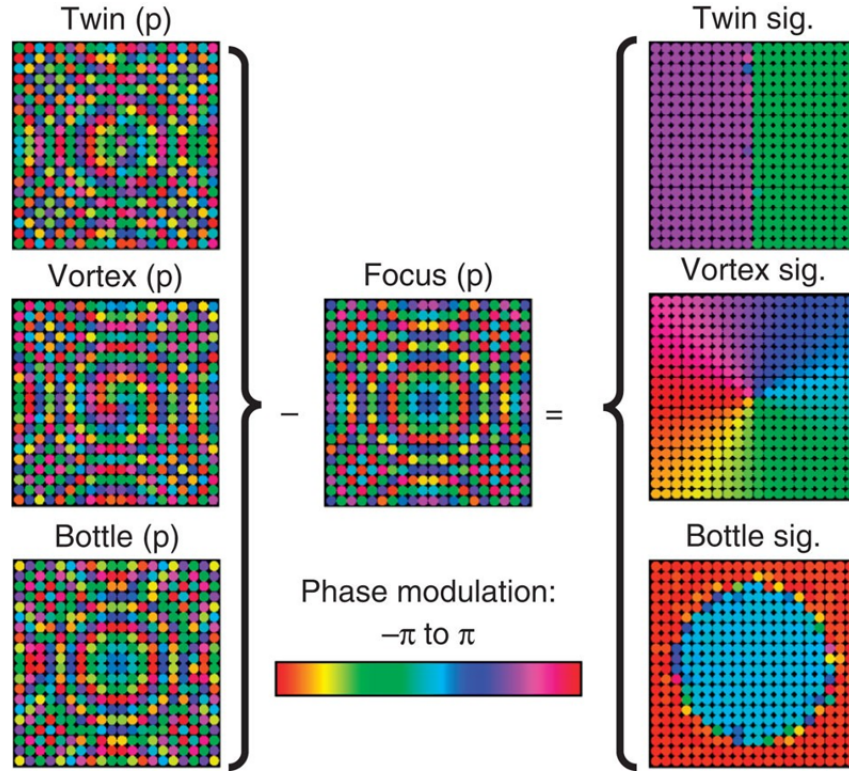 Twin (p)
Twin sig.
Vortex (p)
Focus (p)
Vortex sig.
–
=
Bottle (p)
Bottle sig.
Phase modulation:
–π to π